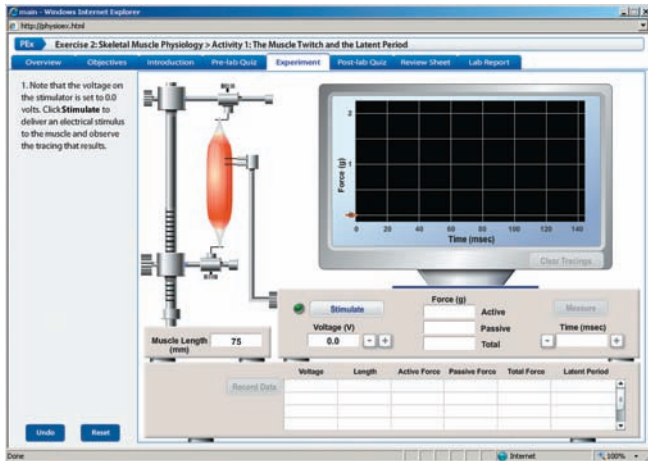 main - Windows Internet Explorer
http://physioex.html
PEx Exercise 2: Skeletal Muscle Physiology > Activity 1: The Muscle Twitch and the Latent Period
Overview Objectives Introduction Pre-lab Quiz Experiment Post-lab Quiz Review Sheet Lab Report
1. Note that the voltage on
the stimulator is set to 0.0
volts. Click Stimulate to
deliver an electrical stimulus
to the muscle and observe
the tracing that results.
2
1
Force (g)
0 20 40 60 80 100 120 140
Time (msec)
Clear Tracings
Stimulate
Voltage (V)
0.0 - +
Force (g)
Active
Passive
Total
Measure
Time (msec)
- +
Muscle Length
(mm)
75
Record Data
Voltage Length Active Force Passive Force Total Force Latent Period
Undo Reset
Done Internet 100%